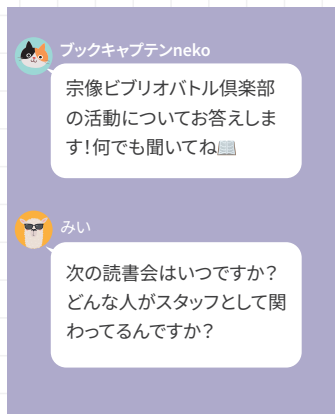 ブックキャプテンneko
宗像ビブリオバトル倶楽部
の活動についてお答えしま
す!何でも聞いてね📖
みい
次の読書会はいつですか?
どんな人がスタッフとして関
わってるんですか?